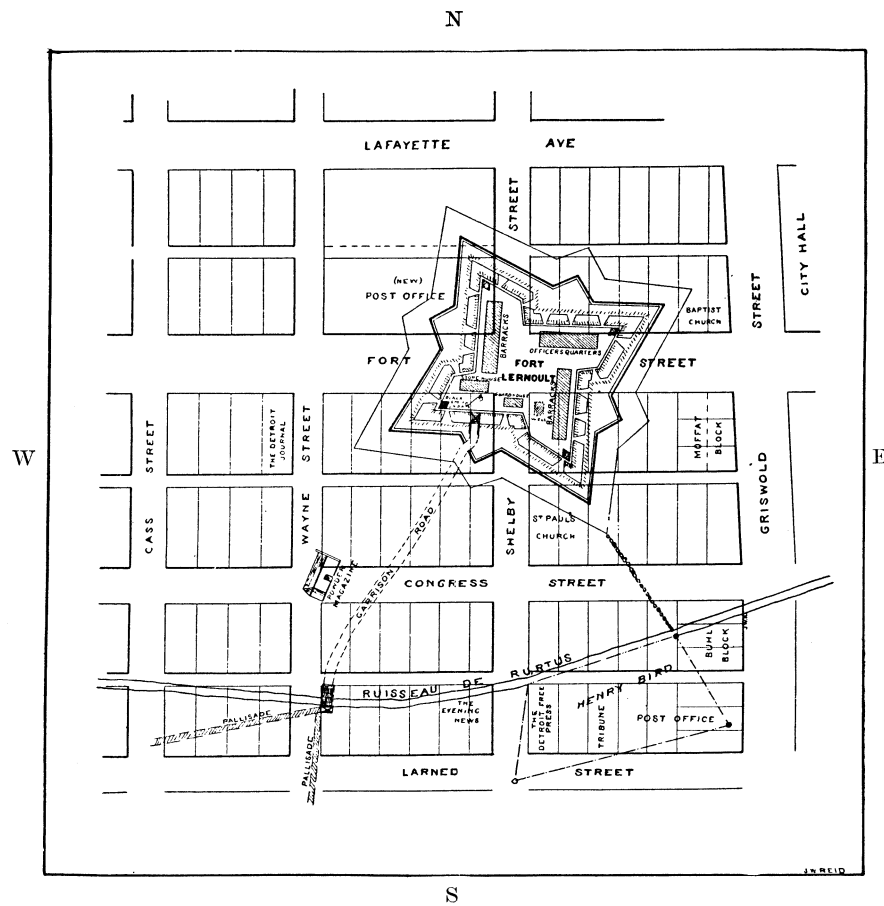 N
LAFAYETTE AVE
STREET
CITY HALL
(NEW)
POST OFFICE
BAPTIST
CHURCH
STREET
BARRACKS
OFFICERS QUARTERS
FORT
FORT
LERNOULT
STREET
BARRACKS
W
STREET
THE DETROIT
JOURNAL
STREET
MOFFAT
BLOCK
E
CASS
WAYNE
ROAD
SHELBY
ST PAULS
CHURCH
GRISWOLD
POWDER
MAGAZINE
GARRISON
CONGRESS STREET
BUHL
BLOCK
RUISSEAU DE RURTUS
HENRY BIRD
PALLISADE
THE
EVENING
NEWS
THE
DETROIT FREE
PRESS
TRIBUNE
POST OFFICE
PALLISADE
LARNED STREET
J.W.REID
S